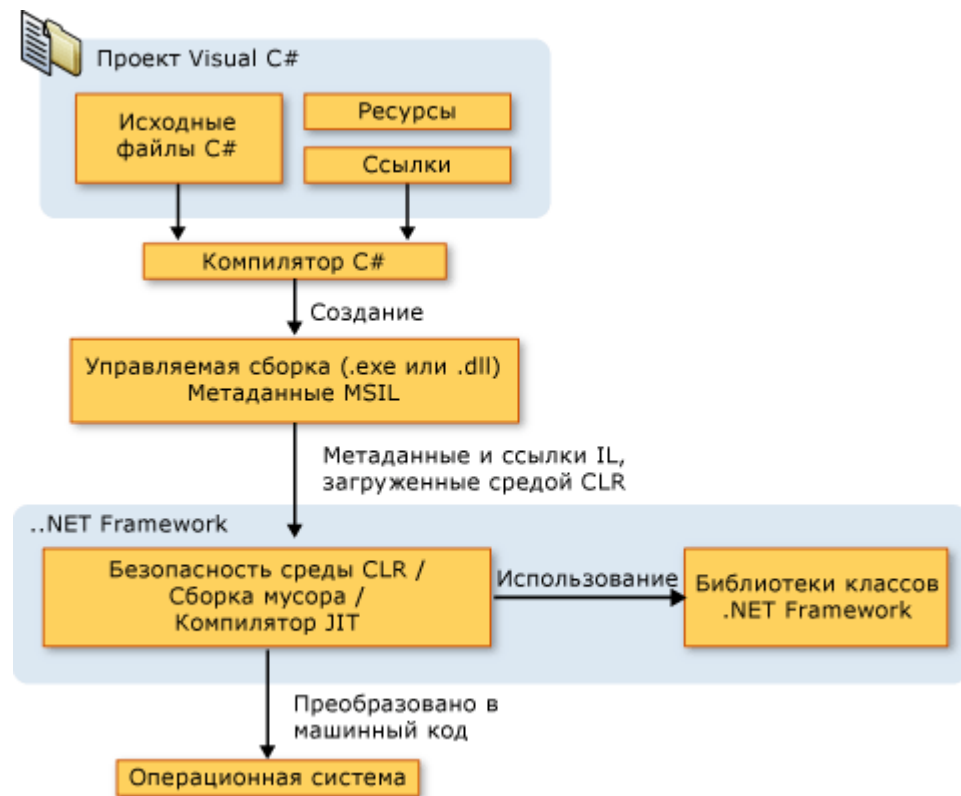 Проект Visual C#
Исходные
файлы C#
Ресурсы
Ссылки
Компилятор C#
Создание
Управляемая сборка (.exe или .dll)
Метаданные MSIL
Метаданные и ссылки IL,
загруженные средой CLR
..NET Framework
Безопасность среды CLR /
Сборка мусора /
Компилятор JIT
Использование
Библиотеки классов
.NET Framework
Преобразовано в
машинный код
Операционная система